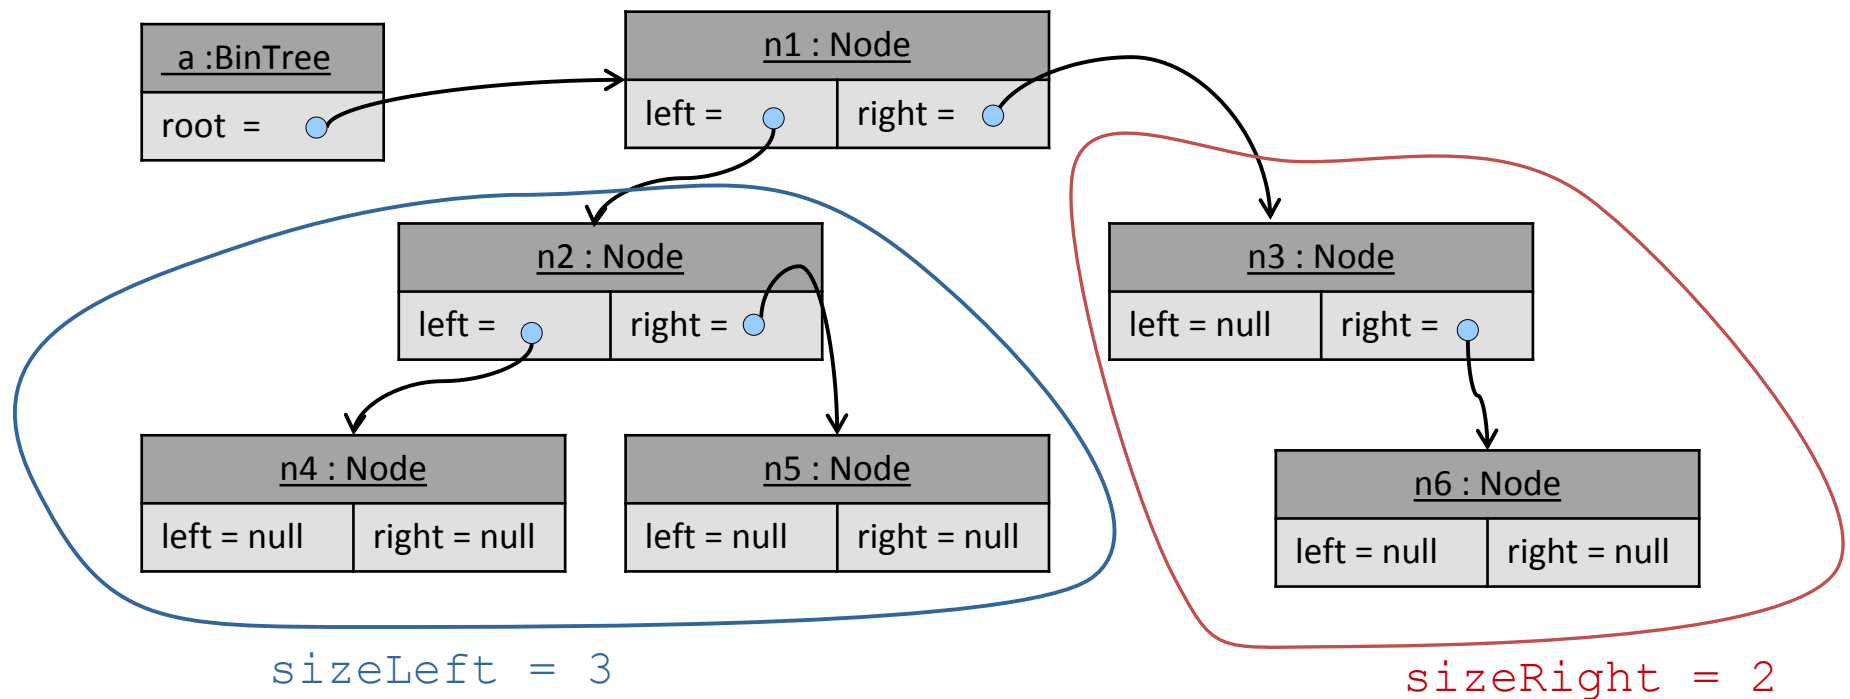 a :BinTree
root =
n1 : Node
left = right =
n2 : Node
left = right =
n3 : Node
left = null right =
n4 : Node
left = null right = null
n5 : Node
left = null right = null
n6 : Node
left = null right = null
sizeLeft = 3
sizeRight = 2